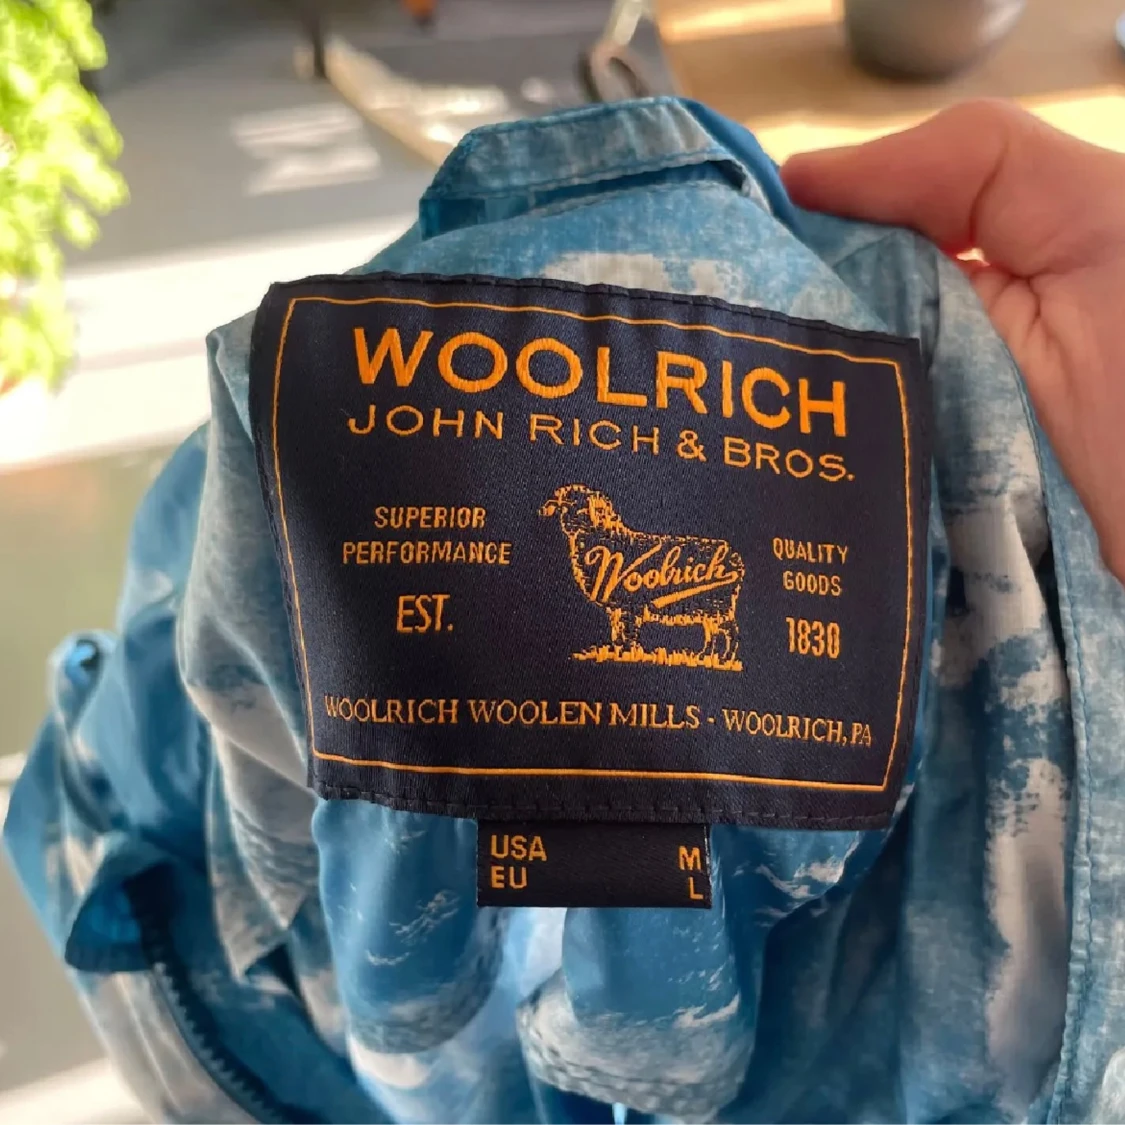 WOOLRICH
JOHN RICH & BROS.
SUPERIOR
PERFORMANCE
EST.
Woolrich
QUALITY
GOODS
1830
WOOLRICH WOOLEN MILLS · WOOLRICH, PA
USA M
EU L